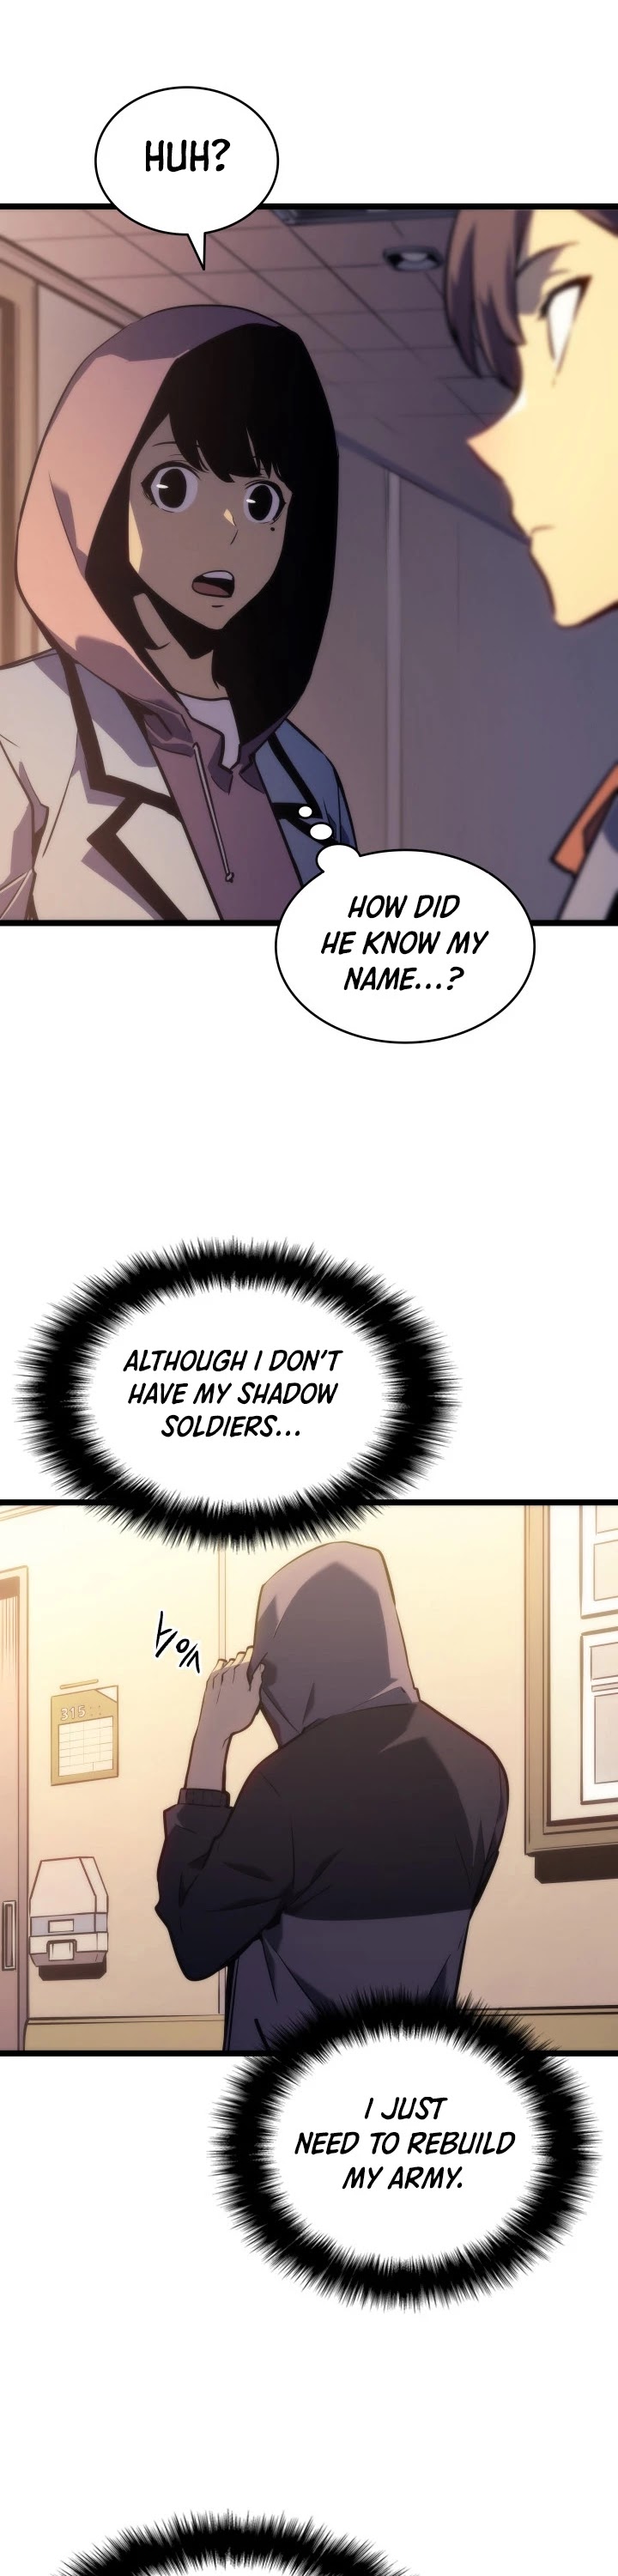 HUH?
HOW DID
HE KNOW MY
NAME...?
ALTHOUGH I DON'T
HAVE MY SHADOW
SOLDIERS...
315
I JUST
NEED TO REBUILD
MY ARMY.